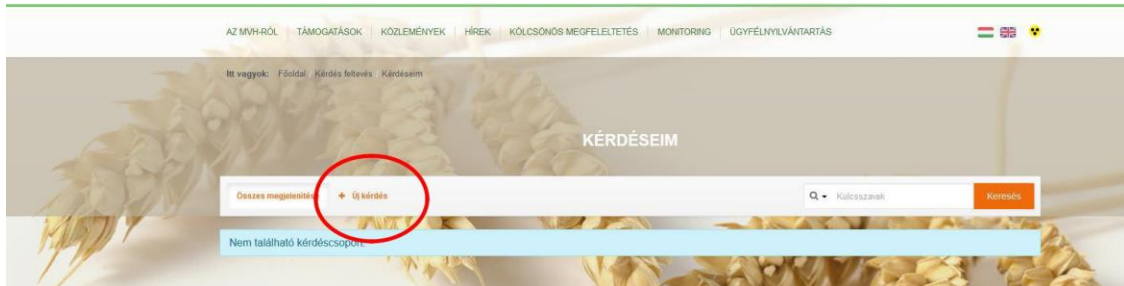 AZ MVH-RÓL TÁMOGATÁSOK KÖZLEMÉNYEK HÍREK KÖLCSÖNÖS MEGFELELTETÉS MONITORING ÜGYFÉLNYILVÁNTARTÁS
Itt vagyok: Főoldal Kérdés feltevés Kérdéseim
KÉRDÉSEIM
Összes megjelenítése + Új kérdés Kulcsszavak Keresés
Nem található kérdéscsoport.